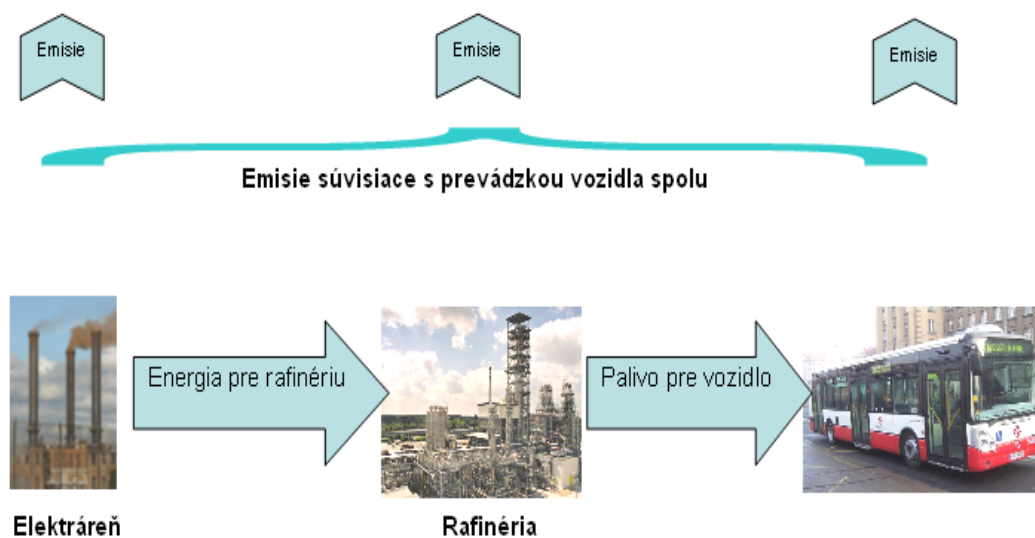 Emisie
Emisie
Emisie
Emisie súvisiace s prevádzkou vozidla spolu
Energia pre rafinériu
Palivo pre vozidlo
Elektráreň
Rafinéria